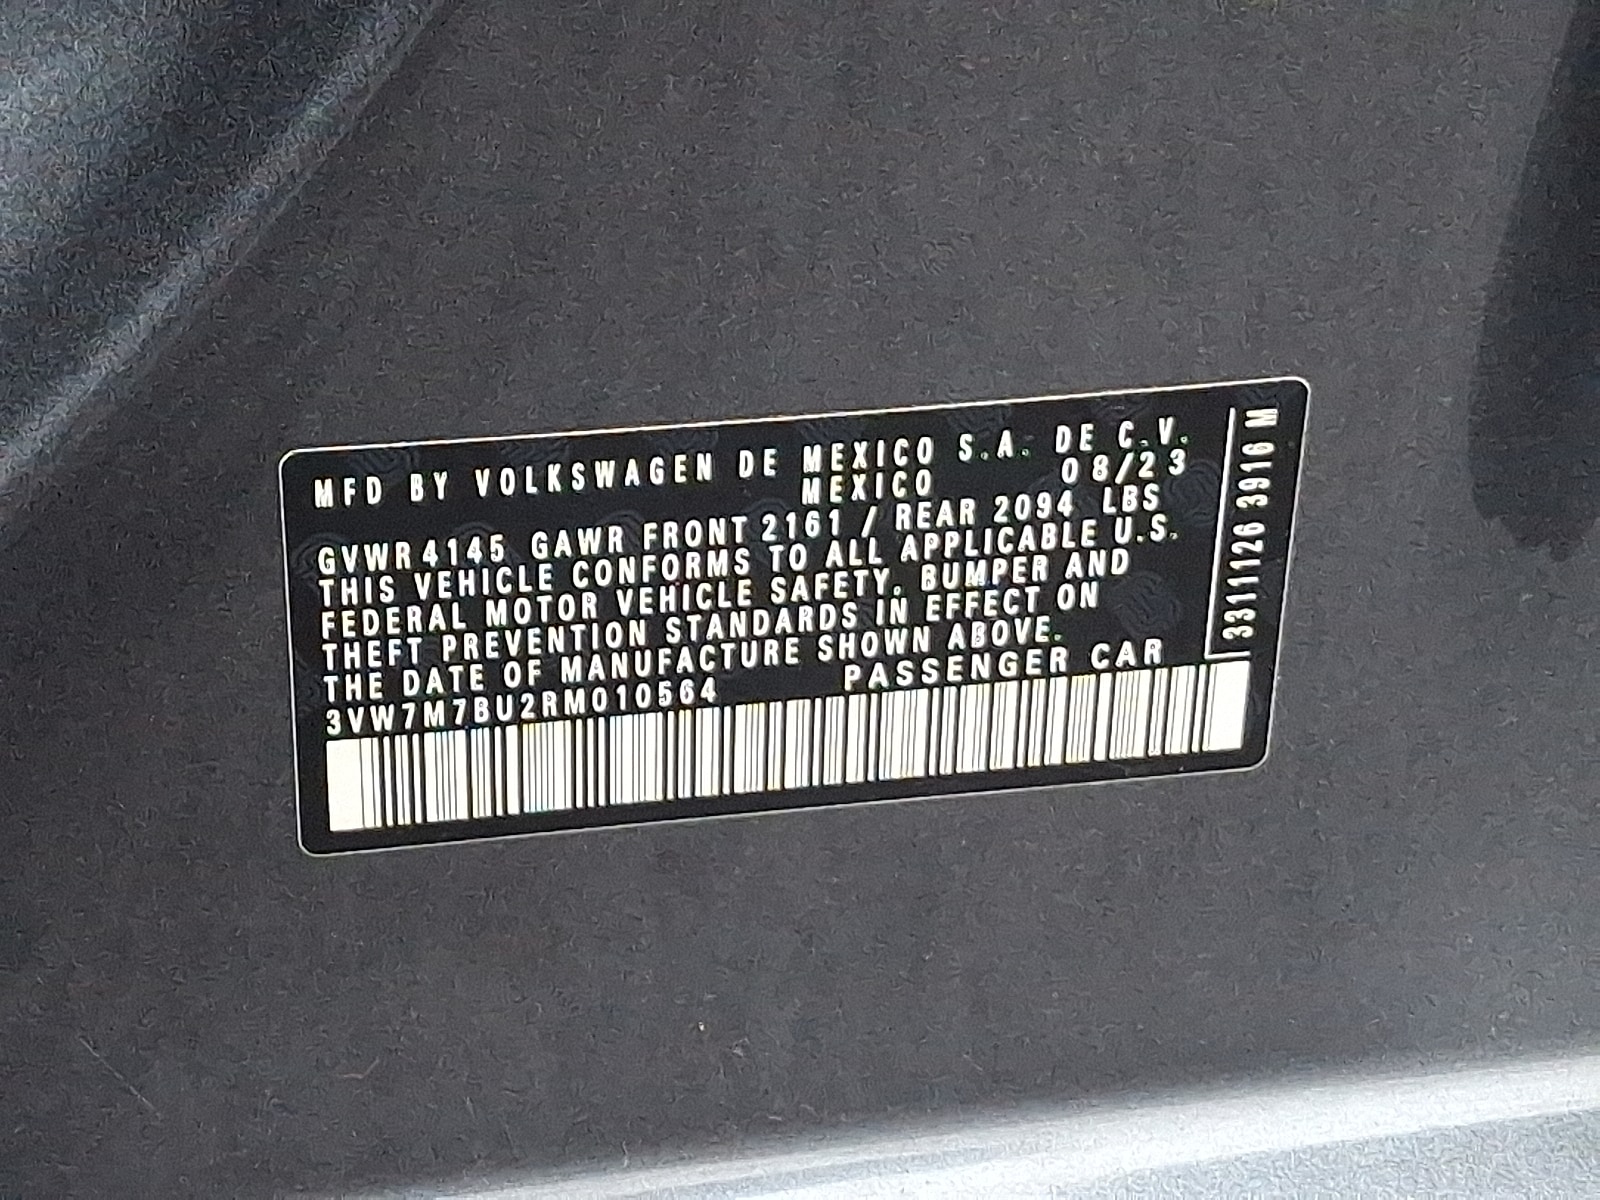 MFD BY VOLKSWAGEN DE MEXICO S.A. DE C.V.
MEXICO 08/23
GVWR 4145 GAWR FRONT 2161 / REAR 2094 LBS
THIS VEHICLE CONFORMS TO ALL APPLICABLE U.S.
FEDERAL MOTOR VEHICLE SAFETY, BUMPER AND
THEFT PREVENTION STANDARDS IN EFFECT ON
THE DATE OF MANUFACTURE SHOWN ABOVE.
3VW7M7BU2RM010564 PASSENGER CAR
3311126 3916 M